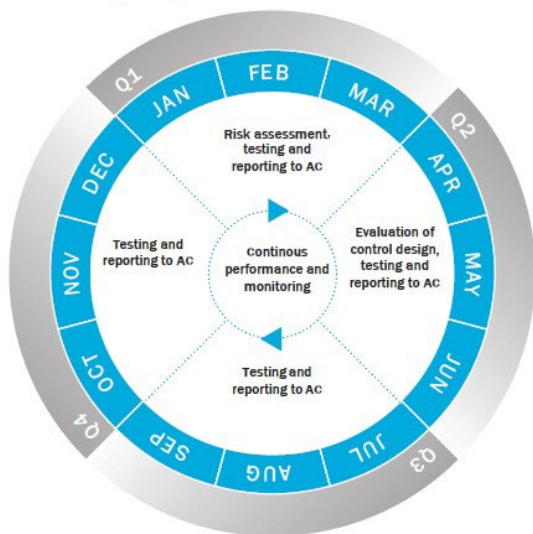 Q1
JAN
FEB
MAR
Q2
APR
MAY
JUN
Q3
JUL
AUG
SEP
Q4
OCT
NOV
DEC
Risk assessment,
testing and
reporting to AC
Evaluation of
control design,
testing and
reporting to AC
Testing and
reporting to AC
Testing and
reporting to AC
Continous
performance and
monitoring